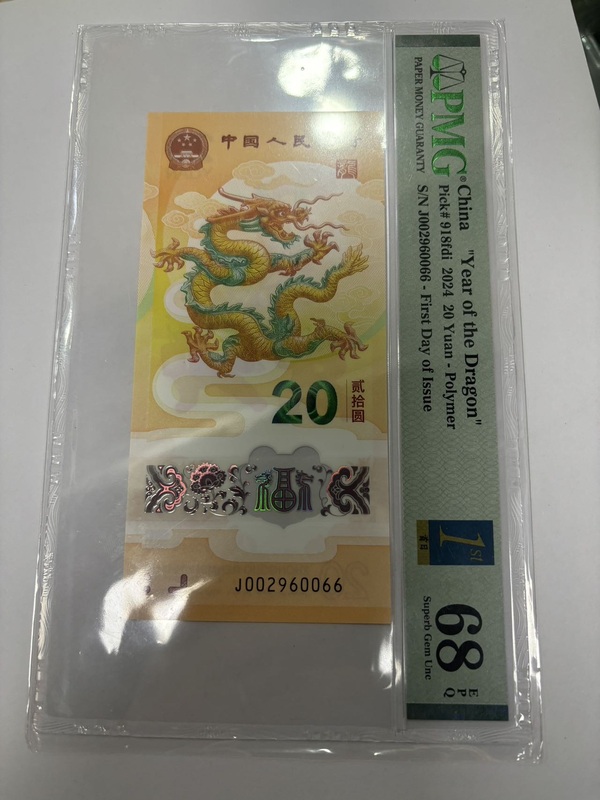 中国人民
20
贰拾圆
福
J002960066
PMG®
PAPER MONEY GUARANTY
China "Year of the Dragon"
Pick# 918fdi 2024 20 Yuan - Polymer
S/N J002960066 - First Day of Issue
1st
68
EPQ
Superb Gem Unc